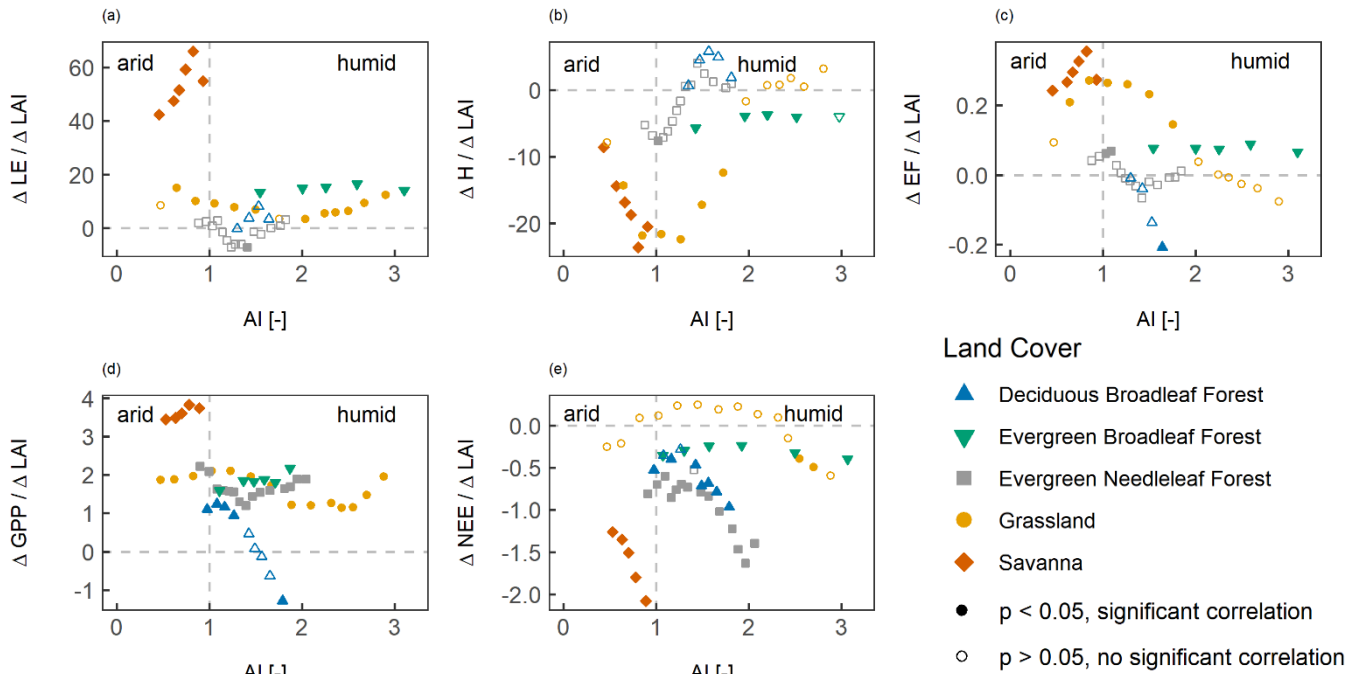 (a)
Δ LE / Δ LAI
60
40
20
0
arid
humid
0
1
2
3
AI [-]
(b)
Δ H / Δ LAI
0
-10
-20
arid
humid
0
1
2
3
AI [-]
(c)
Δ EF / Δ LAI
0.2
0.0
-0.2
arid
humid
0
1
2
3
AI [-]
(d)
Δ GPP / Δ LAI
4
3
2
1
0
-1
arid
humid
0
1
2
3
AI [-]
(e)
Δ NEE / Δ LAI
0.0
-0.5
-1.0
-1.5
-2.0
arid
humid
0
1
2
3
AI [-]
Land Cover
Deciduous Broadleaf Forest
Evergreen Broadleaf Forest
Evergreen Needleleaf Forest
Grassland
Savanna
p < 0.05, significant correlation
p > 0.05, no significant correlation